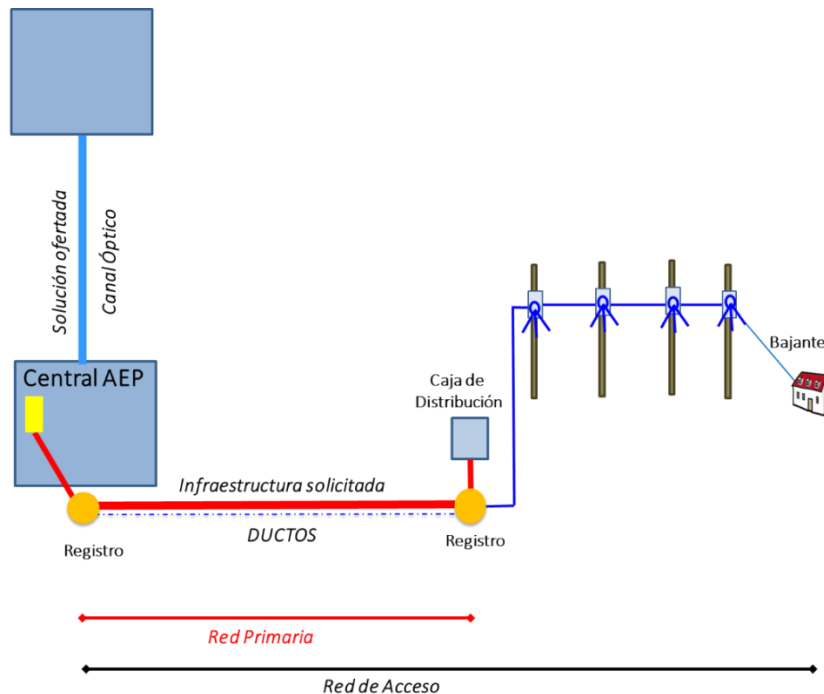 Solución ofertada
Canal Óptico
Central AEP
Caja de
Distribución
Bajante
Infraestructura solicitada
DUCTOS
Registro
Registro
Red Primaria
Red de Acceso